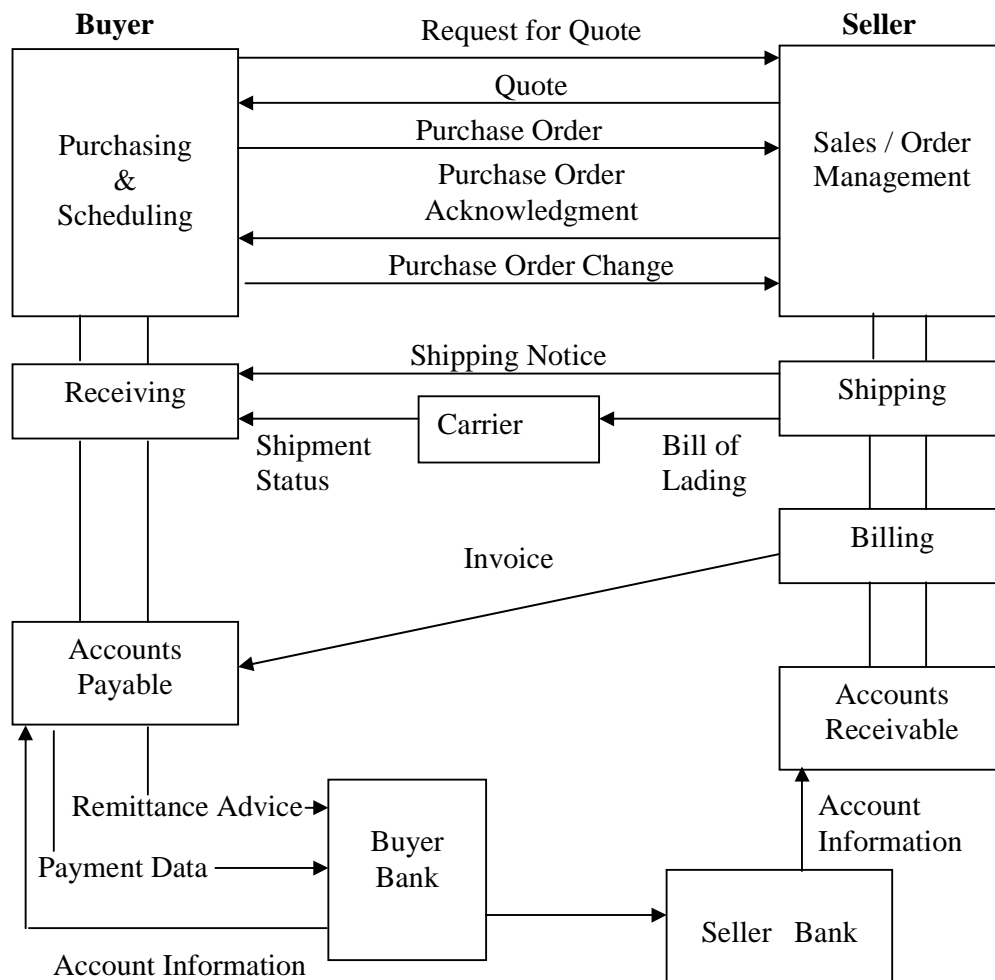 Buyer
Request for Quote
Seller
Quote
Purchasing
&
Scheduling
Purchase Order
Sales / Order
Management
Purchase Order
Acknowledgment
Purchase Order Change
Shipping Notice
Receiving
Shipping
Carrier
Shipment
Status
Bill of
Lading
Billing
Invoice
Accounts
Payable
Accounts
Receivable
Remittance Advice
Buyer
Bank
Account
Information
Payment Data
Seller Bank
Account Information